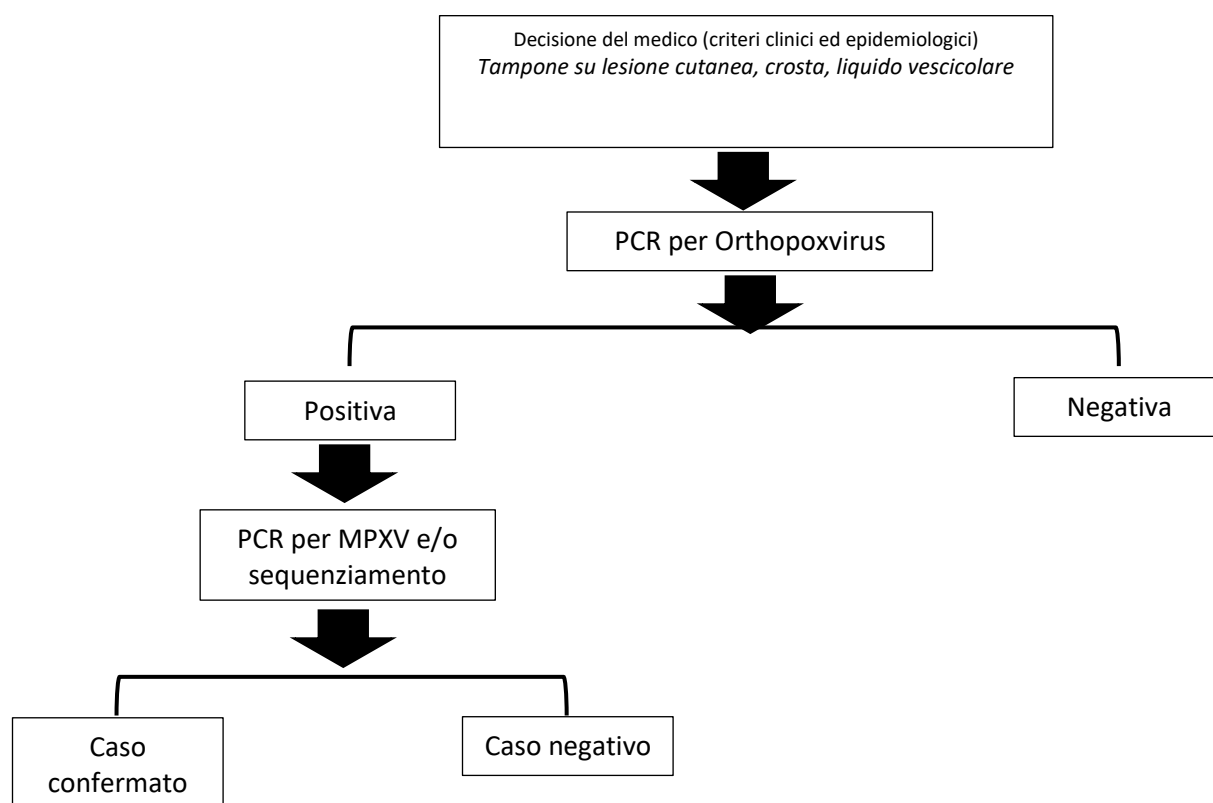 Decisione del medico (criteri clinici ed epidemiologici)
Tampone su lesione cutanea, crosta, liquido vescicolare
PCR per Orthopoxvirus
Positiva
Negativa
PCR per MPXV e/o
sequenziamento
Caso
confermato
Caso negativo